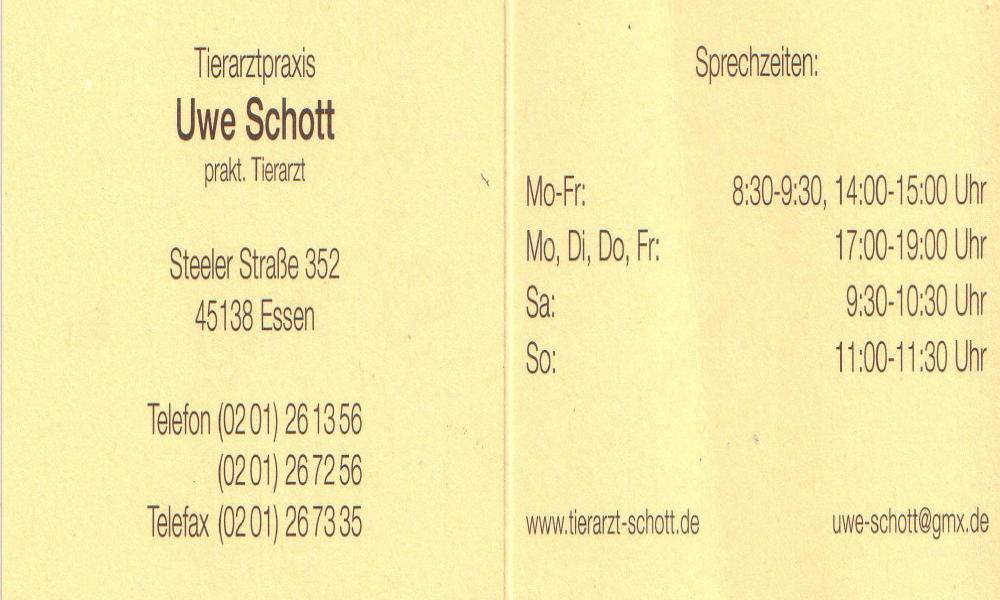 Tierarztpraxis
Uwe Schott
prakt. Tierarzt
Steeler Straße 352
45138 Essen
Telefon (02 01) 26 13 56
(02 01) 26 72 56
Telefax (02 01) 26 73 35
Sprechzeiten:
Mo-Fr: 8:30-9:30, 14:00-15:00 Uhr
Mo, Di, Do, Fr: 17:00-19:00 Uhr
Sa: 9:30-10:30 Uhr
So: 11:00-11:30 Uhr
www.tierarzt-schott.de uwe-schott@gmx.de